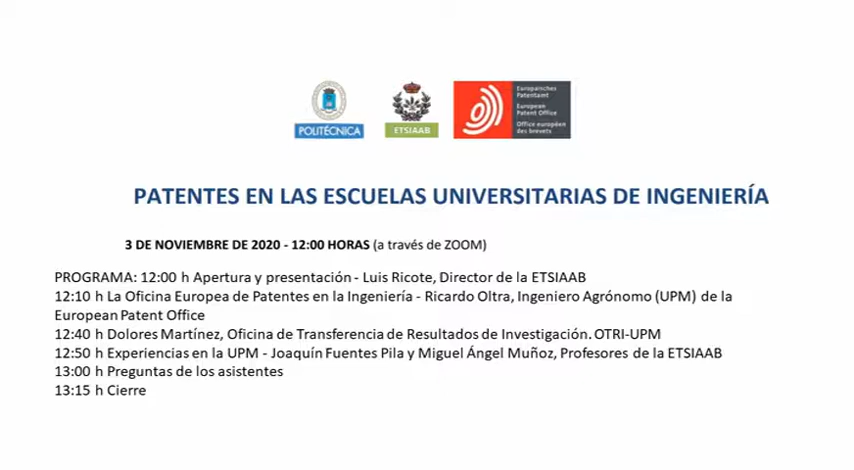 POLITÉCNICA
ETSIAAB
Europäisches
Patentamt
European
Patent Office
Office européen
des brevets
PATENTES EN LAS ESCUELAS UNIVERSITARIAS DE INGENIERÍA
3 DE NOVIEMBRE DE 2020 - 12:00 HORAS (a través de ZOOM)
PROGRAMA: 12:00 h Apertura y presentación - Luis Ricote, Director de la ETSIAAB
12:10 h La Oficina Europea de Patentes en la Ingeniería - Ricardo Oltra, Ingeniero Agrónomo (UPM) de la
European Patent Office
12:40 h Dolores Martínez, Oficina de Transferencia de Resultados de Investigación. OTRI-UPM
12:50 h Experiencias en la UPM - Joaquín Fuentes Pila y Miguel Ángel Muñoz, Profesores de la ETSIAAB
13:00 h Preguntas de los asistentes
13:15 h Cierre